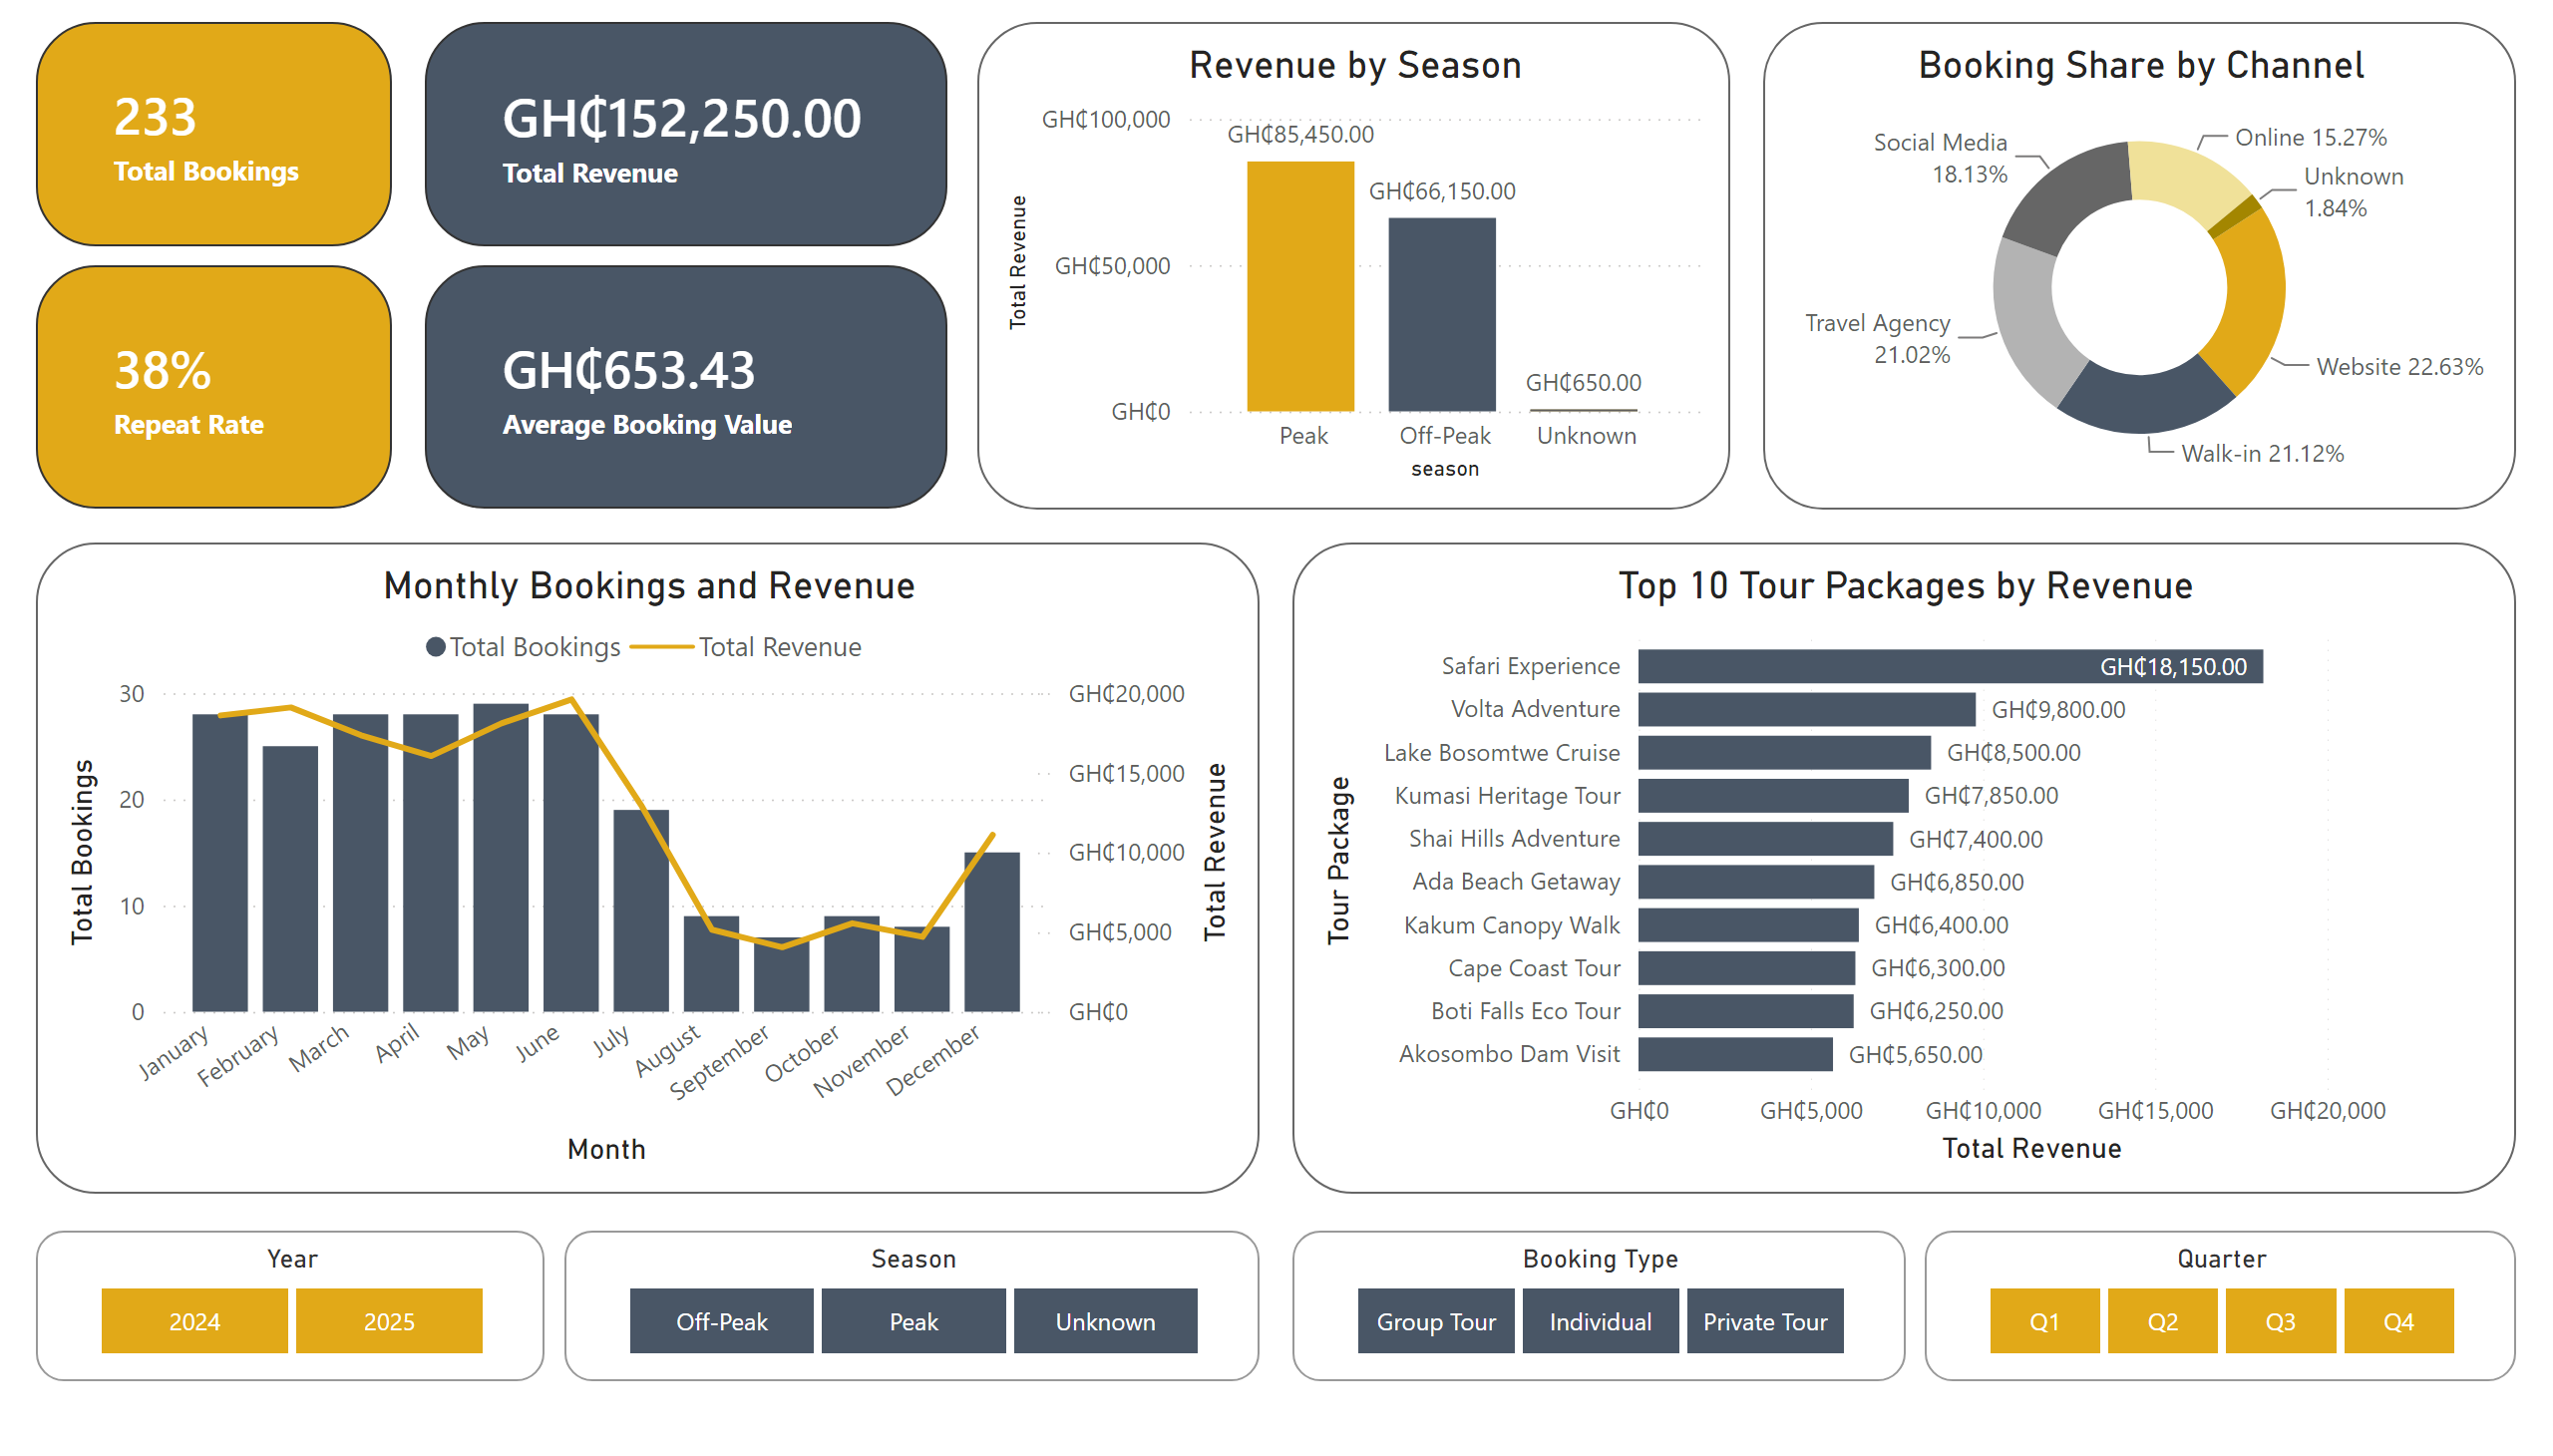 233
Total Bookings
GH₵152,250.00
Total Revenue
38%
Repeat Rate
GH₵653.43
Average Booking Value
Revenue by Season
GH₵100,000
GH₵50,000
GH₵0
Total Revenue
GH₵85,450.00
GH₵66,150.00
GH₵650.00
Peak
Off-Peak
Unknown
season
Booking Share by Channel
Social Media
18.13%
Online 15.27%
Unknown
1.84%
Travel Agency
21.02%
Website 22.63%
Walk-in 21.12%
Monthly Bookings and Revenue
Total Bookings
Total Revenue
30
20
10
0
Total Bookings
GH₵20,000
GH₵15,000
GH₵10,000
GH₵5,000
GH₵0
Total Revenue
January
February
March
April
May
June
July
August
September
October
November
December
Month
Top 10 Tour Packages by Revenue
Tour Package
Safari Experience
GH₵18,150.00
Volta Adventure
GH₵9,800.00
Lake Bosomtwe Cruise
GH₵8,500.00
Kumasi Heritage Tour
GH₵7,850.00
Shai Hills Adventure
GH₵7,400.00
Ada Beach Getaway
GH₵6,850.00
Kakum Canopy Walk
GH₵6,400.00
Cape Coast Tour
GH₵6,300.00
Boti Falls Eco Tour
GH₵6,250.00
Akosombo Dam Visit
GH₵5,650.00
GH₵0
GH₵5,000
GH₵10,000
GH₵15,000
GH₵20,000
Total Revenue
Year
2024
2025
Season
Off-Peak
Peak
Unknown
Booking Type
Group Tour
Individual
Private Tour
Quarter
Q1
Q2
Q3
Q4